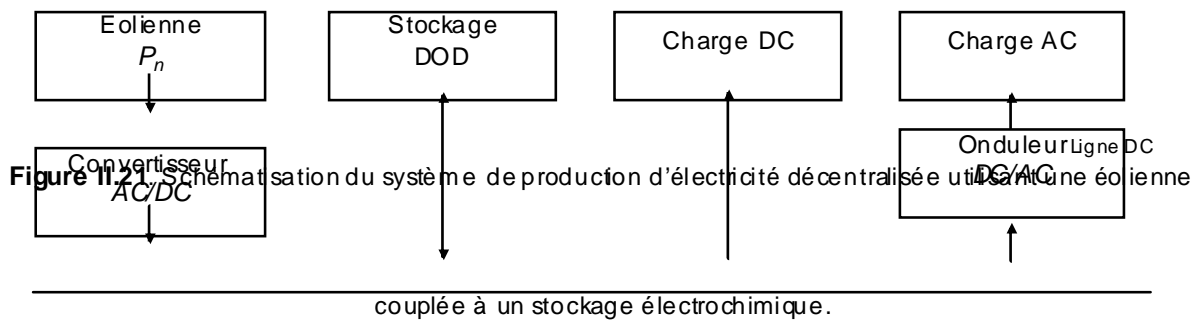 Eolienne
Pn
Stockage
DOD
Charge DC
Charge AC
Convertisseur
AC/DC
Onduleur
DC/AC
Ligne DC
Figure II.21. Schématisation du système de production d’électricité décentralisée utilisant une éolienne
couplée à un stockage électrochimique.